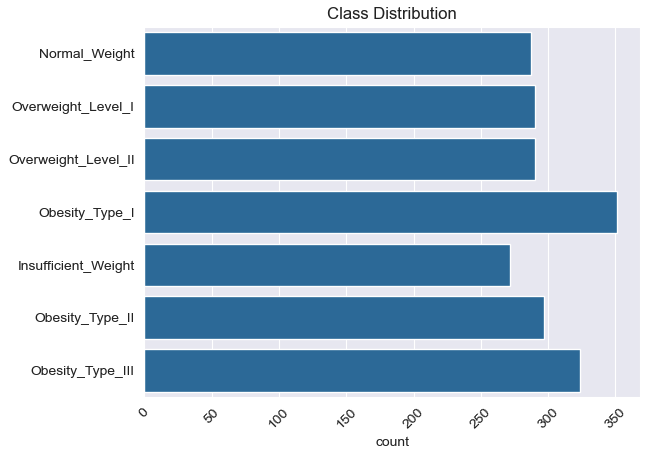 Class Distribution
Normal_Weight
Overweight_Level_I
Overweight_Level_II
Obesity_Type_I
Insufficient_Weight
Obesity_Type_II
Obesity_Type_III
0 50 100 150 200 250 300 350
count